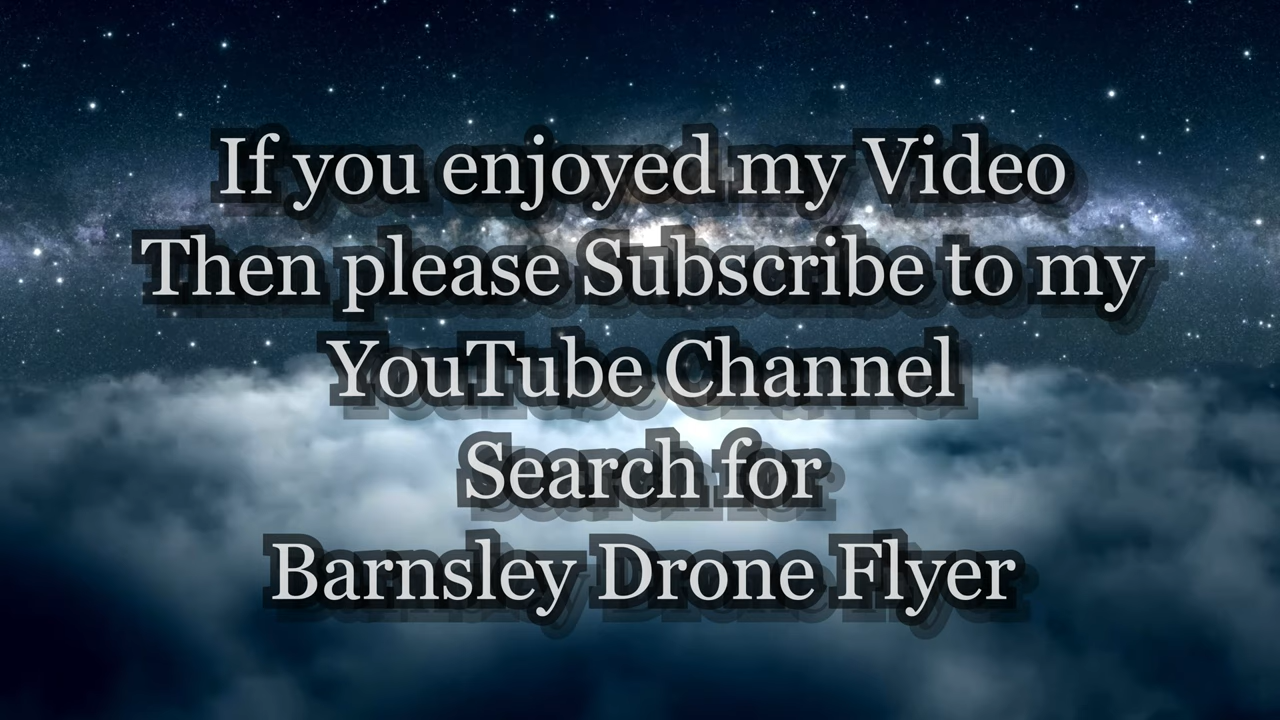 If you enjoyed my Video
Then please Subscribe to my
YouTube Channel
Search for
Barnsley Drone Flyer